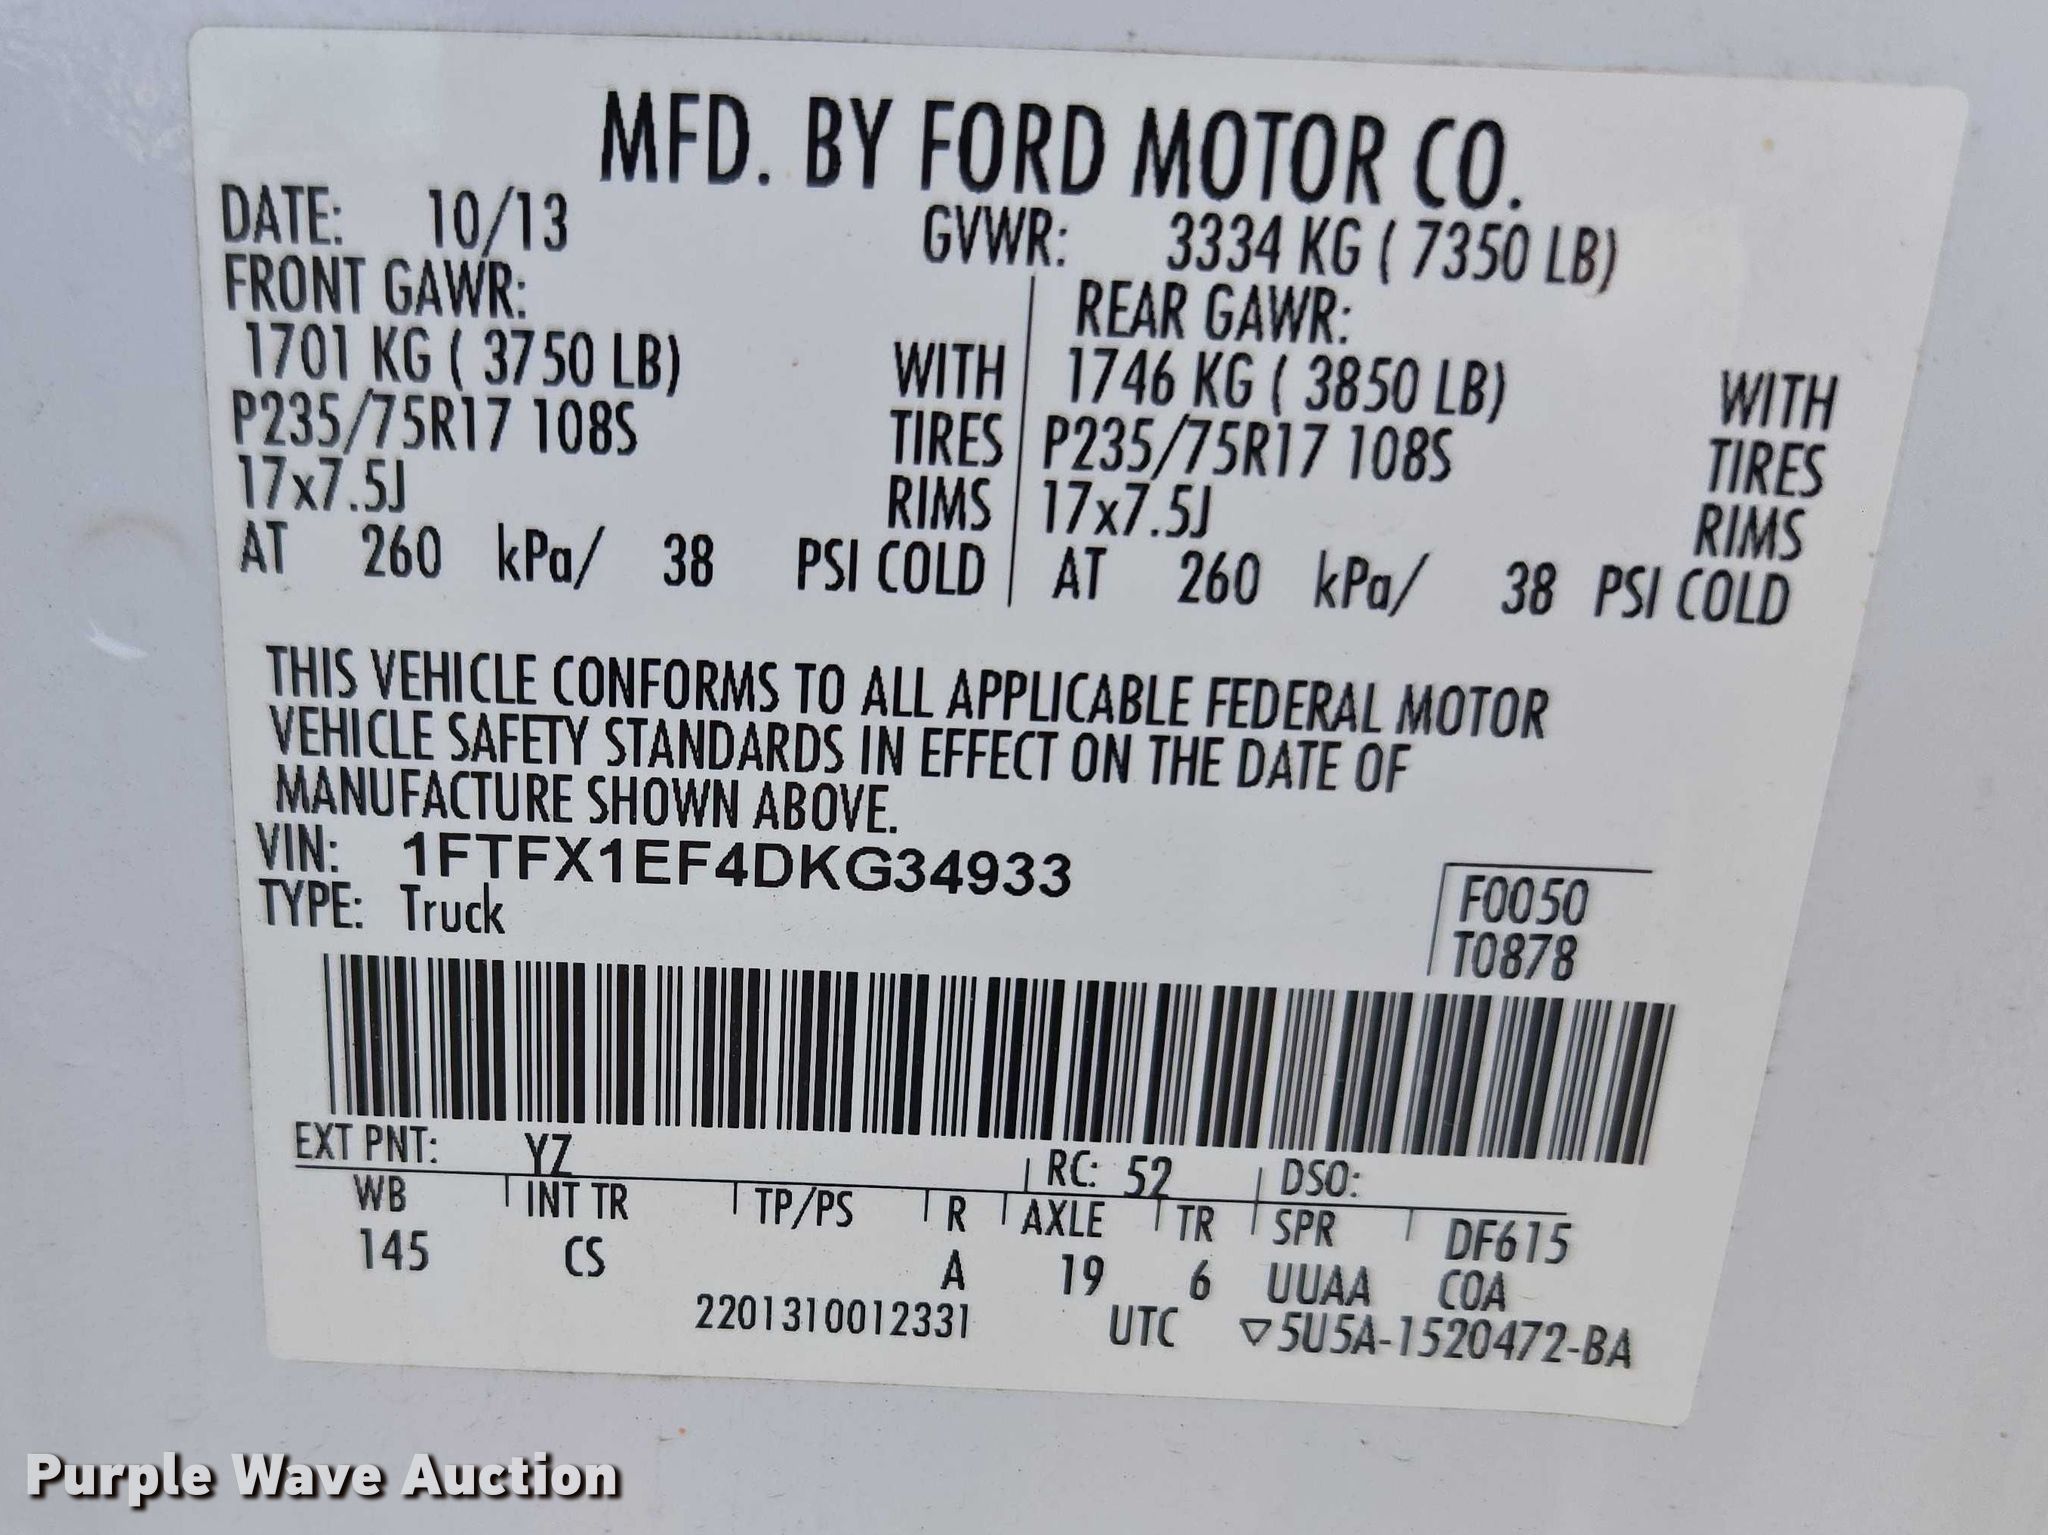 MFD. BY FORD MOTOR CO.
DATE: 10/13 GVWR: 3334 KG ( 7350 LB)
FRONT GAWR: REAR GAWR:
1701 KG ( 3750 LB) WITH 1746 KG ( 3850 LB) WITH
P235/75R17 108S TIRES P235/75R17 108S TIRES
17x7.5J RIMS 17x7.5J RIMS
AT 260 kPa/ 38 PSI COLD AT 260 kPa/ 38 PSI COLD
THIS VEHICLE CONFORMS TO ALL APPLICABLE FEDERAL MOTOR
VEHICLE SAFETY STANDARDS IN EFFECT ON THE DATE OF
MANUFACTURE SHOWN ABOVE.
VIN: 1FTFX1EF4DKG34933
TYPE: Truck
F0050
T0878
EXT PNT: YZ RC: 52 DSO:
WB INT TR TP/PS R AXLE TR SPR DF615
145 CS A 19 6 UUAA COA
2201310012331 UTC ▽5U5A-1520472-BA
Purple Wave Auction